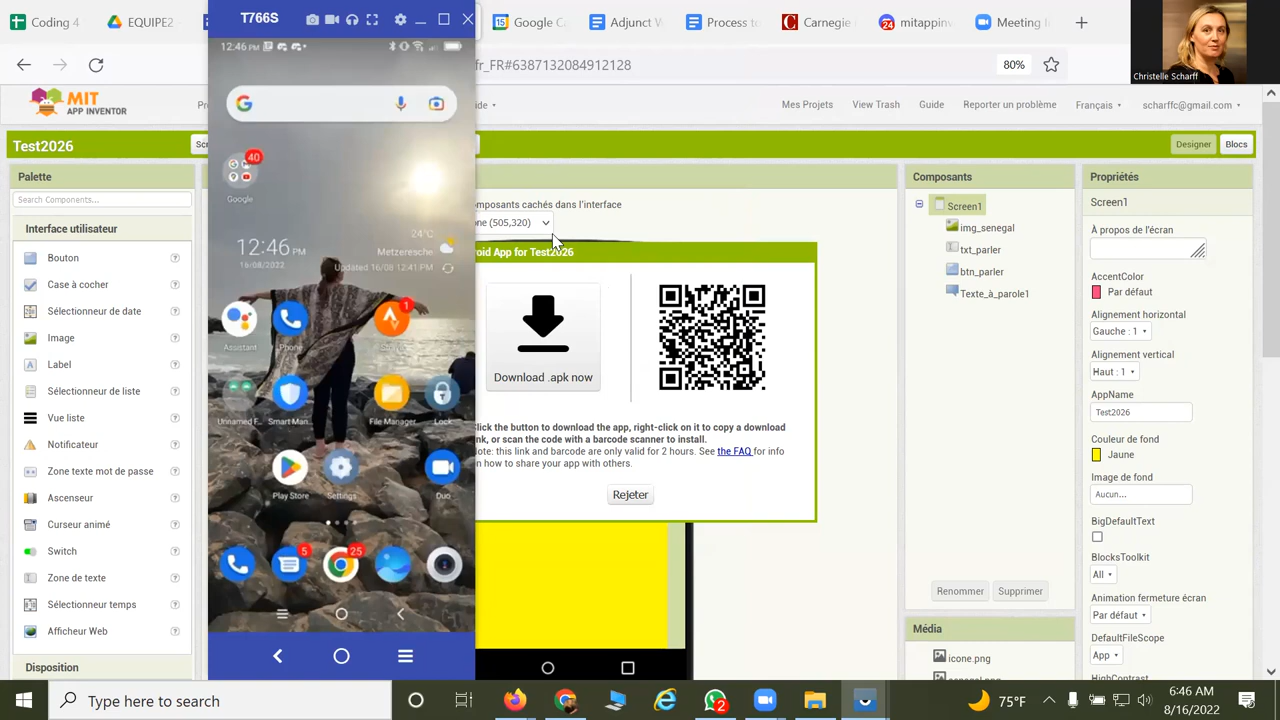 Coding 4
EQUIPE2
T766S
Google Ca
Adjunct W
Process to
Carnegie
24
mitappinv
Meeting I
Christelle Scharff
fr_FR#6387132084912128
80%
12:46 PM
MIT
APP INVENTOR
Mes Projets
View Trash
Guide
Reporter un problème
Français
scharffc@gmail.com
Test2026
Designer
Blocs
Palette
Search Components...
Interface utilisateur
Bouton
Case à cocher
Sélectionneur de date
Image
Label
Sélectionneur de liste
Vue liste
Notificateur
Zone texte mot de passe
Ascenseur
Curseur animé
Switch
Zone de texte
Sélectionneur temps
Afficheur Web
Disposition
40
Google
12:46 PM
16/08/2022
24°C
Metzeresche
Updated 16/08 12:41 PM
1
Assistant
Phone
Unnamed F...
Smart Man...
File Manager
Lock
Play Store
Settings
Duo
5
25
omposants cachés dans l'interface
one (505,320)
oid App for Test2026
Download .apk now
lick the button to download the app, right-click on it to copy a download
nk, or scan the code with a barcode scanner to install.
ote: this link and barcode are only valid for 2 hours. See the FAQ for info
n how to share your app with others.
Rejeter
Composants
Screen1
img_senegal
txt_parler
btn_parler
Texte_à_parole1
Renommer
Supprimer
Média
icone.png
Propriétés
Screen1
À propos de l'écran
AccentColor
Par défaut
Alignement horizontal
Gauche : 1
Alignement vertical
Haut : 1
AppName
Test2026
Couleur de fond
Jaune
Image de fond
Aucun...
BigDefaultText
BlocksToolkit
All
Animation fermeture écran
Par défaut
DefaultFileScope
App
HighContrast
Type here to search
2
75°F
6:46 AM
8/16/2022